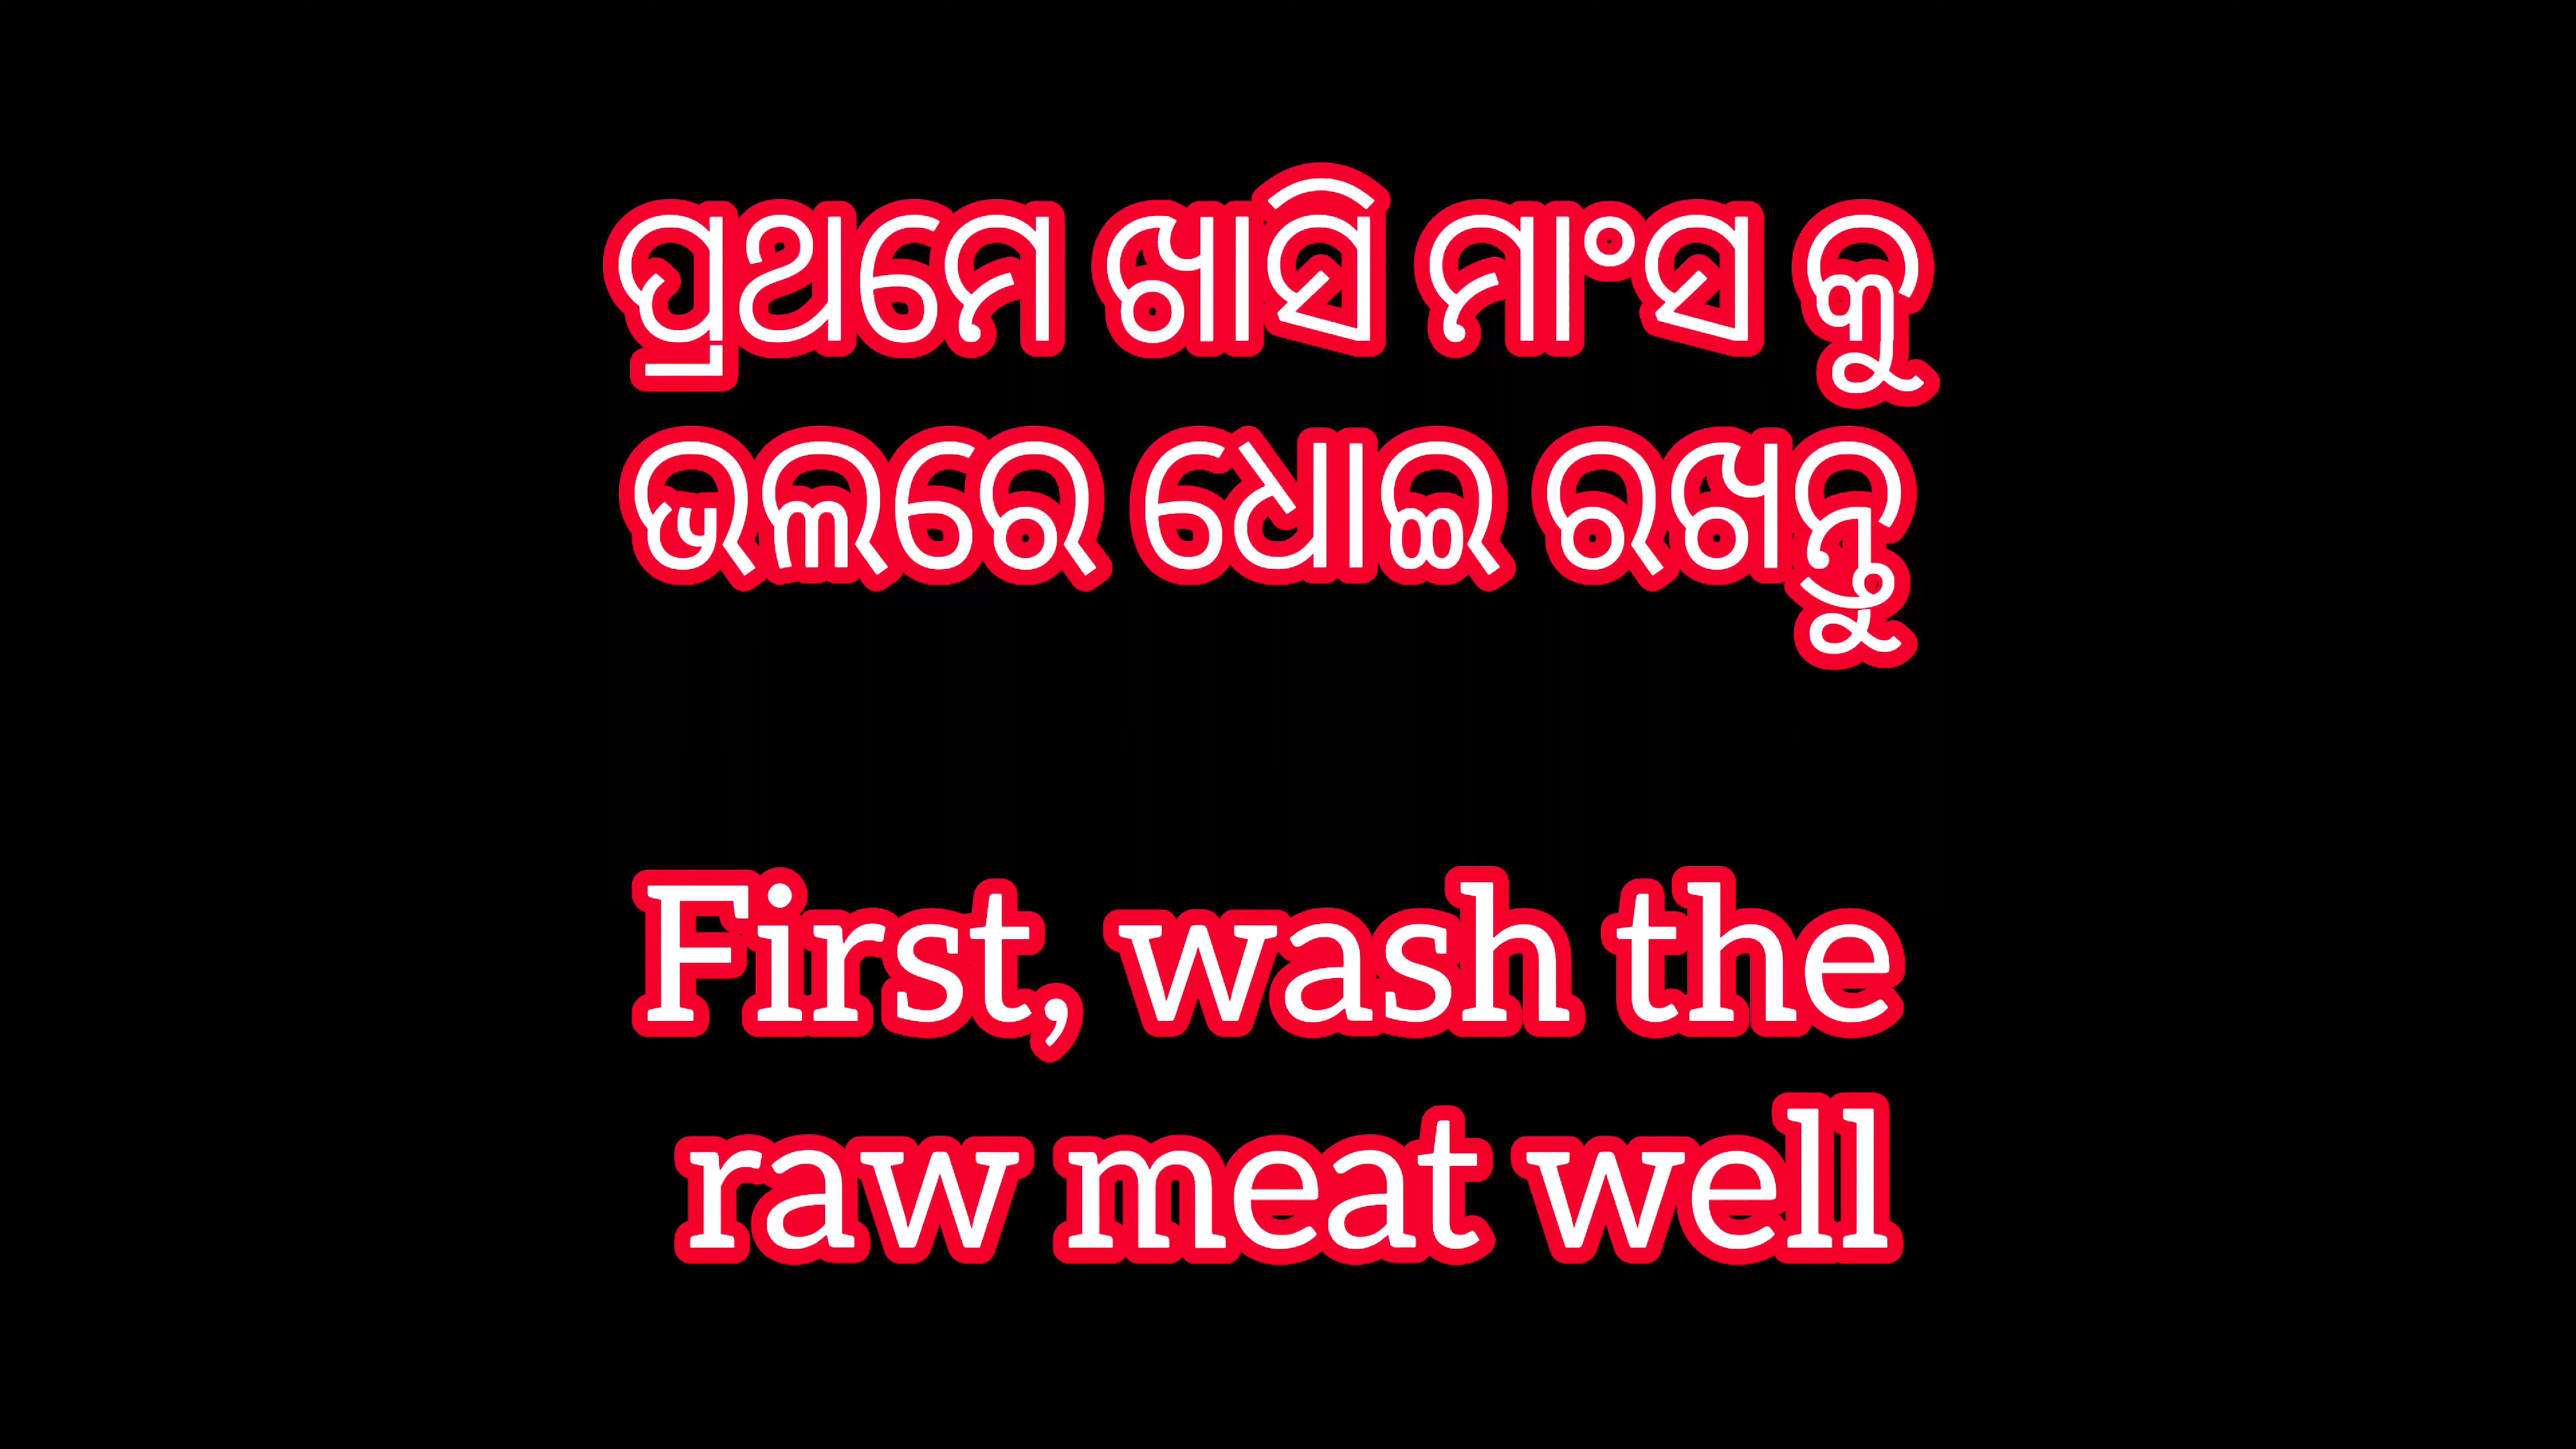 ପ୍ରଥମେ ଖାସି ମାଂସ କୁ
ଭଲରେ ଧୋଇ ରଖନ୍ତୁ
First, wash the
raw meat well